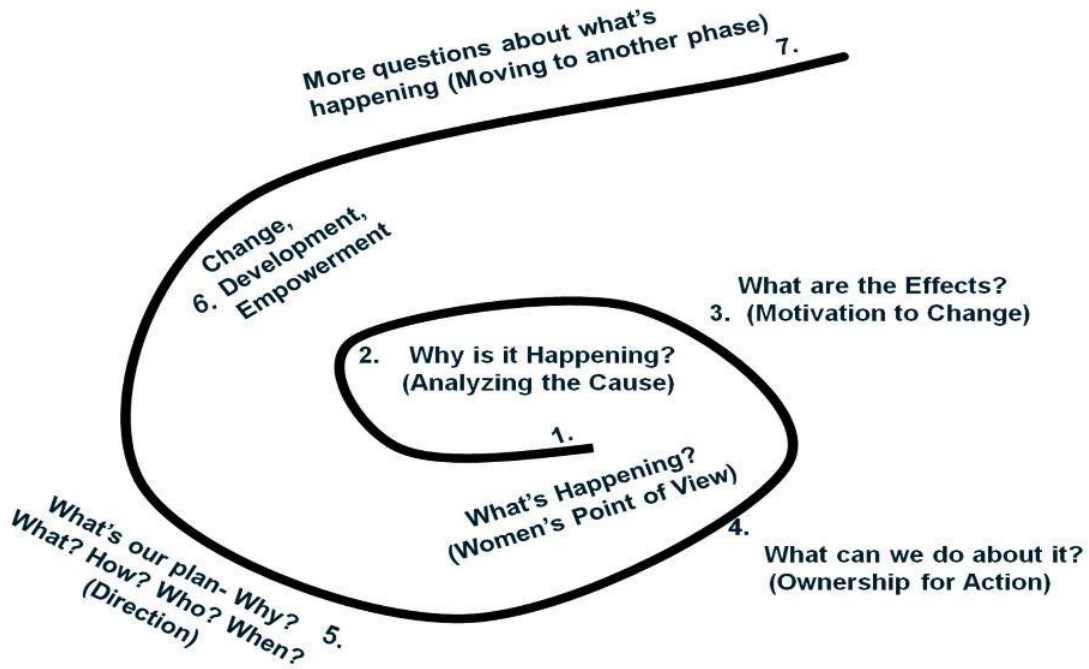 More questions about what's
happening (Moving to another phase)
7.
Change,
6. Development,
Empowerment
What are the Effects?
3. (Motivation to Change)
2. Why is it Happening?
(Analyzing the Cause)
1.
What's Happening?
(Women's Point of View)
4.
What can we do about it?
(Ownership for Action)
What's our plan- Why?
What? How? Who? When?
(Direction)
5.